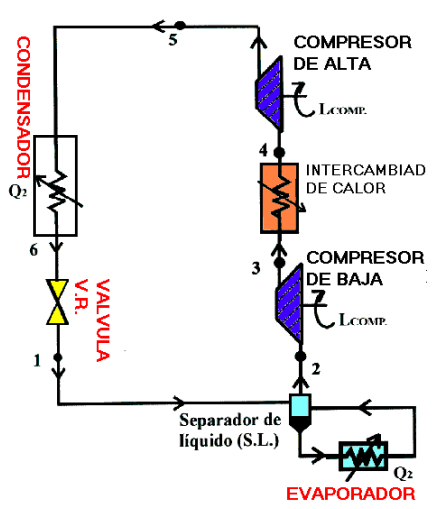 5
COMPRESOR
DE ALTA
LCOMP.
CONDENSADOR
4
INTERCAMBIAD
DE CALOR
Q2
6
3
COMPRESOR
DE BAJA
LCOMP.
VALVULA
V.R.
1
2
Separador de
líquido (S.L.)
Q2
EVAPORADOR